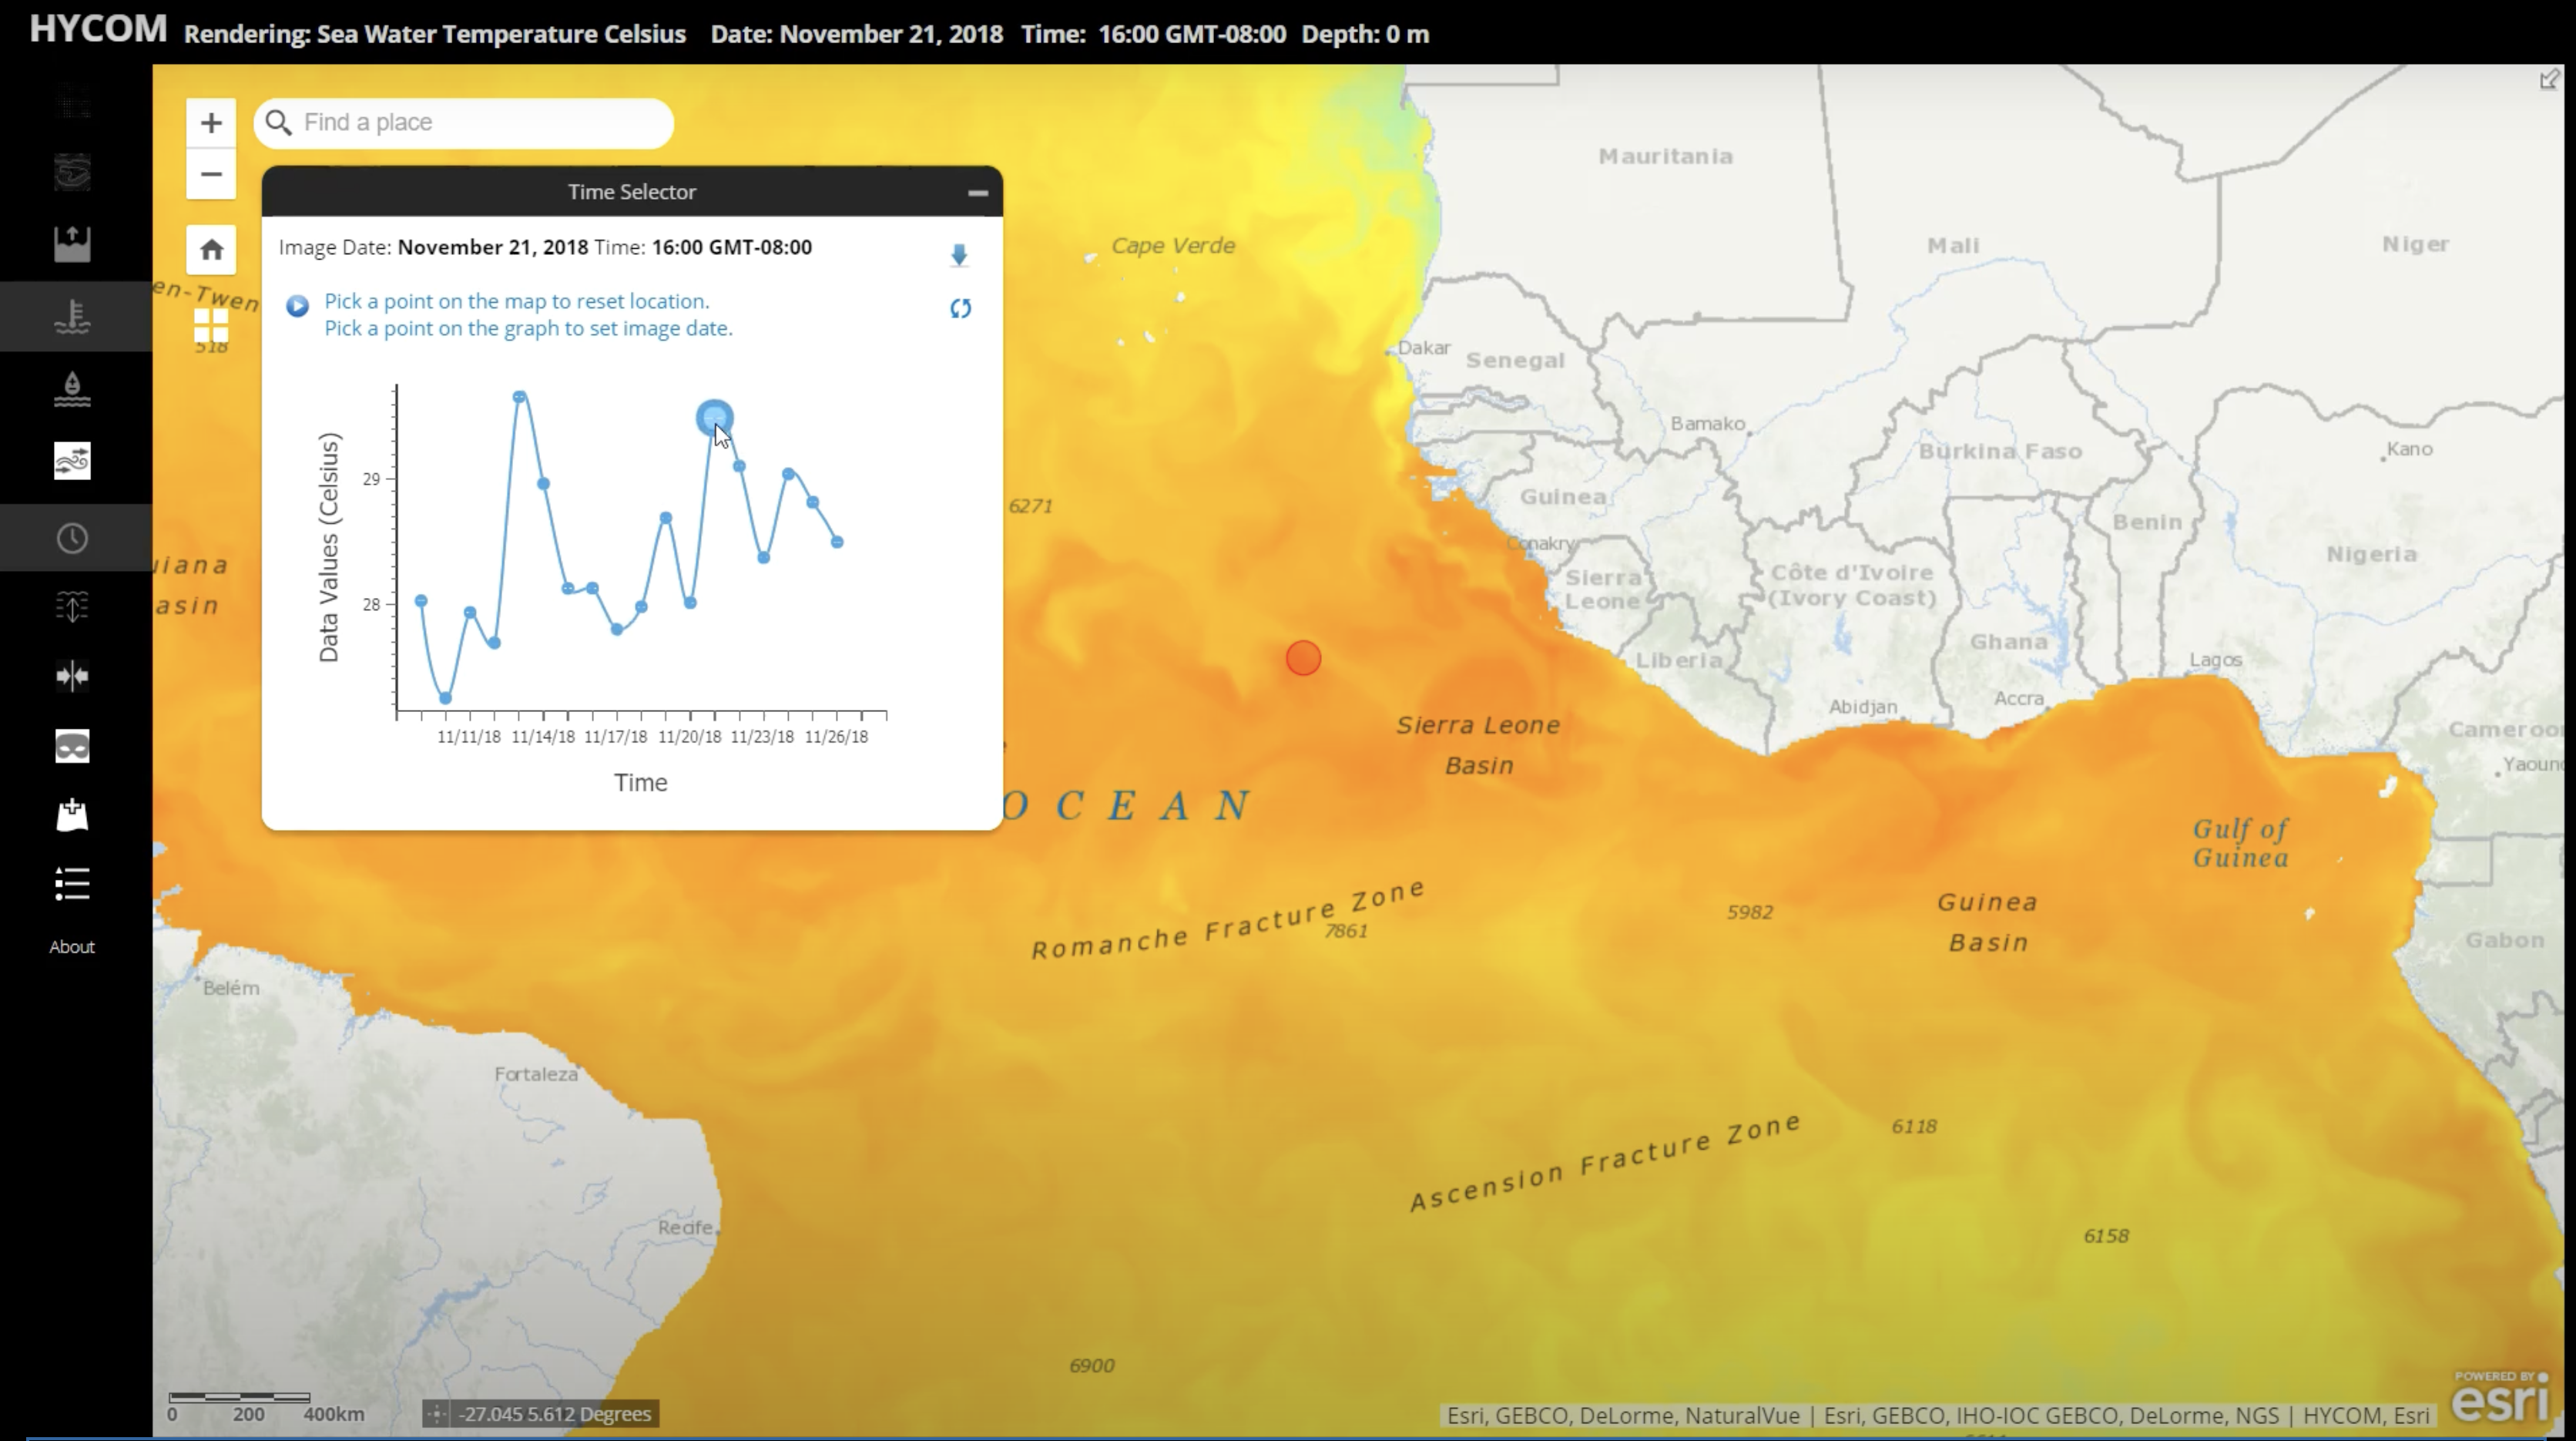 HYCOM Rendering: Sea Water Temperature Celsius Date: November 21, 2018 Time: 16:00 GMT-08:00 Depth: 0 m
+
Find a place
−
Time Selector
Image Date: November 21, 2018 Time: 16:00 GMT-08:00
Pick a point on the map to reset location.
Pick a point on the graph to set image date.
Data Values (Celsius)
29
28
11/11/18 11/14/18 11/17/18 11/20/18 11/23/18 11/26/18
Time
About
en-Twen
518
uiana
asin
Mauritania
Cape Verde
Mali
Niger
Dakar
Senegal
Bamako
Burkina Faso
Kano
6271
Guinea
Benin
Conakry
Nigeria
Sierra
Leone
Côte d'Ivoire
(Ivory Coast)
Ghana
Liberia
Lagos
Abidjan
Accra
Sierra Leone
Basin
Cameroo
Yaound
OCEAN
Gulf of
Guinea
Romanche Fracture Zone
7861
5982
Guinea
Basin
Gabon
Belém
Fortaleza
Ascension Fracture Zone
6118
Recife
6158
6900
0 200 400km
-27.045 5.612 Degrees
Esri, GEBCO, DeLorme, NaturalVue | Esri, GEBCO, IHO-IOC GEBCO, DeLorme, NGS | HYCOM, Esri
POWERED BY
esri